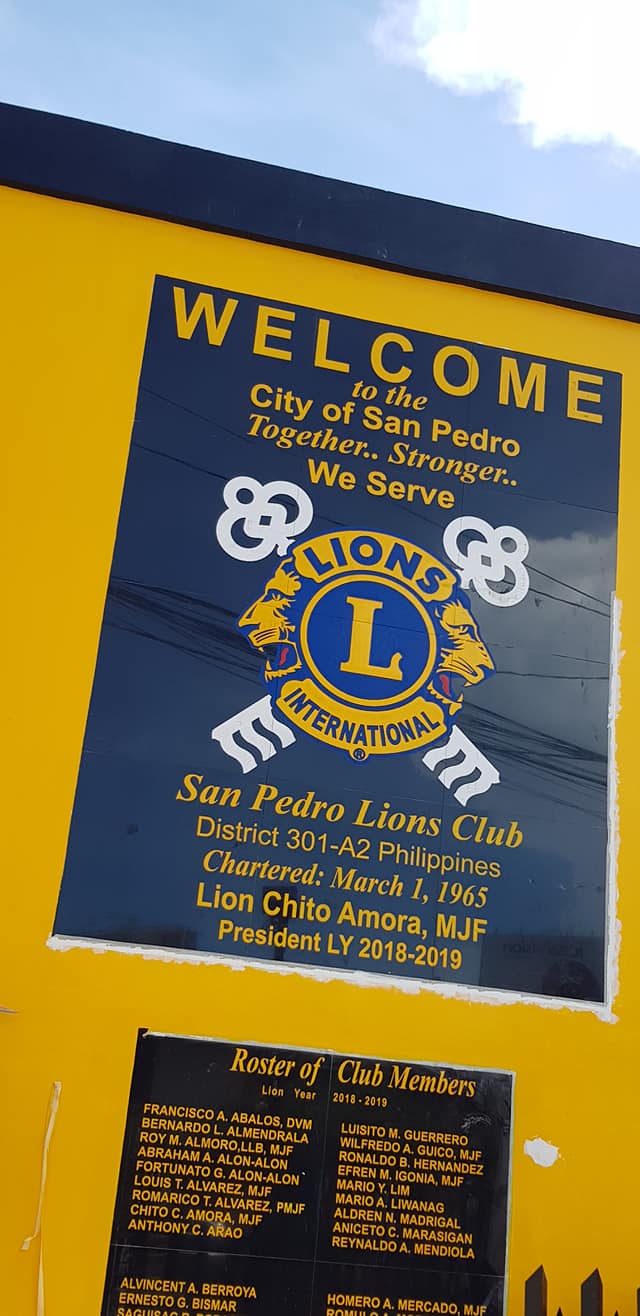 WELCOME
to the
City of San Pedro
Together.. Stronger..
We Serve
LIONS
L
INTERNATIONAL
®
San Pedro Lions Club
District 301-A2 Philippines
Chartered: March 1, 1965
Lion Chito Amora, MJF
President LY 2018-2019
Roster of Club Members
Lion Year 2018-2019
FRANCISCO A. ABALOS, DVM
BERNARDO L. ALMENDRALA
ROY M. ALMORO,LLB, MJF
ABRAHAM A. ALON-ALON
FORTUNATO G. ALON-ALON
LOUIS T. ALVAREZ, MJF
ROMARICO T. ALVAREZ, PMJF
CHITO C. AMORA, MJF
ANTHONY C. ARAO
LUISITO M. GUERRERO
WILFREDO A. GUICO, MJF
RONALDO B. HERNANDEZ
EFREN M. IGONIA, MJF
MARIO Y. LIM
MARIO A. LIWANAG
ALDREN N. MADRIGAL
ANICETO C. MARASIGAN
REYNALDO A. MENDIOLA
ALVINCENT A. BERROYA
ERNESTO G. BISMAR
HOMERO A. MERCADO, MJF